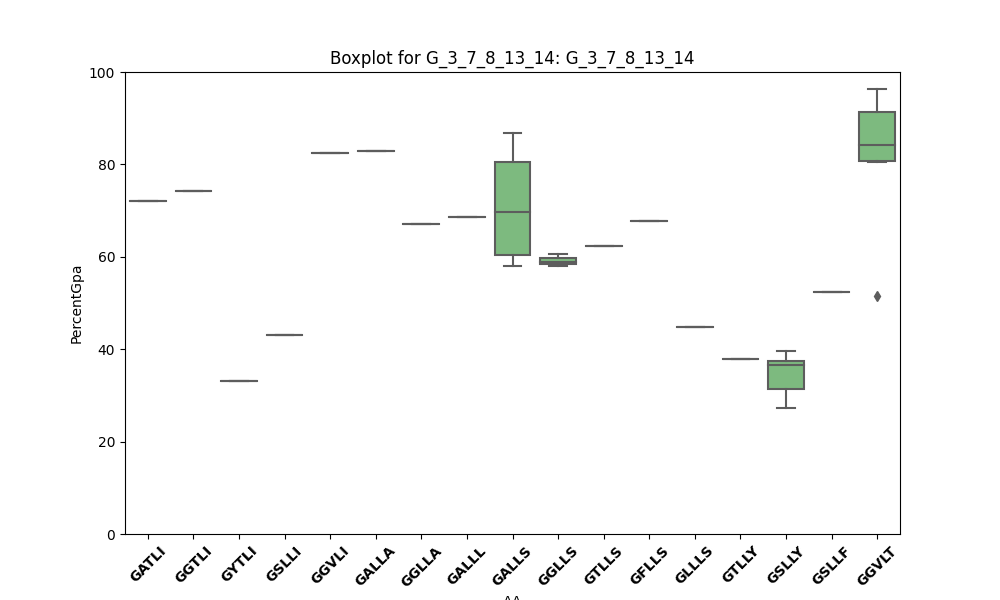 Boxplot for G_3_7_8_13_14: G_3_7_8_13_14
100
80
60
40
20
0
PercentGpa
GATLI
GGTLI
GYTLI
GSLLI
GGVLI
GALLA
GGLLA
GALLL
GALLS
GGLLS
GTLLS
GFLLS
GLLLS
GTLLY
GSLLY
GSLLF
GGVLT
AA